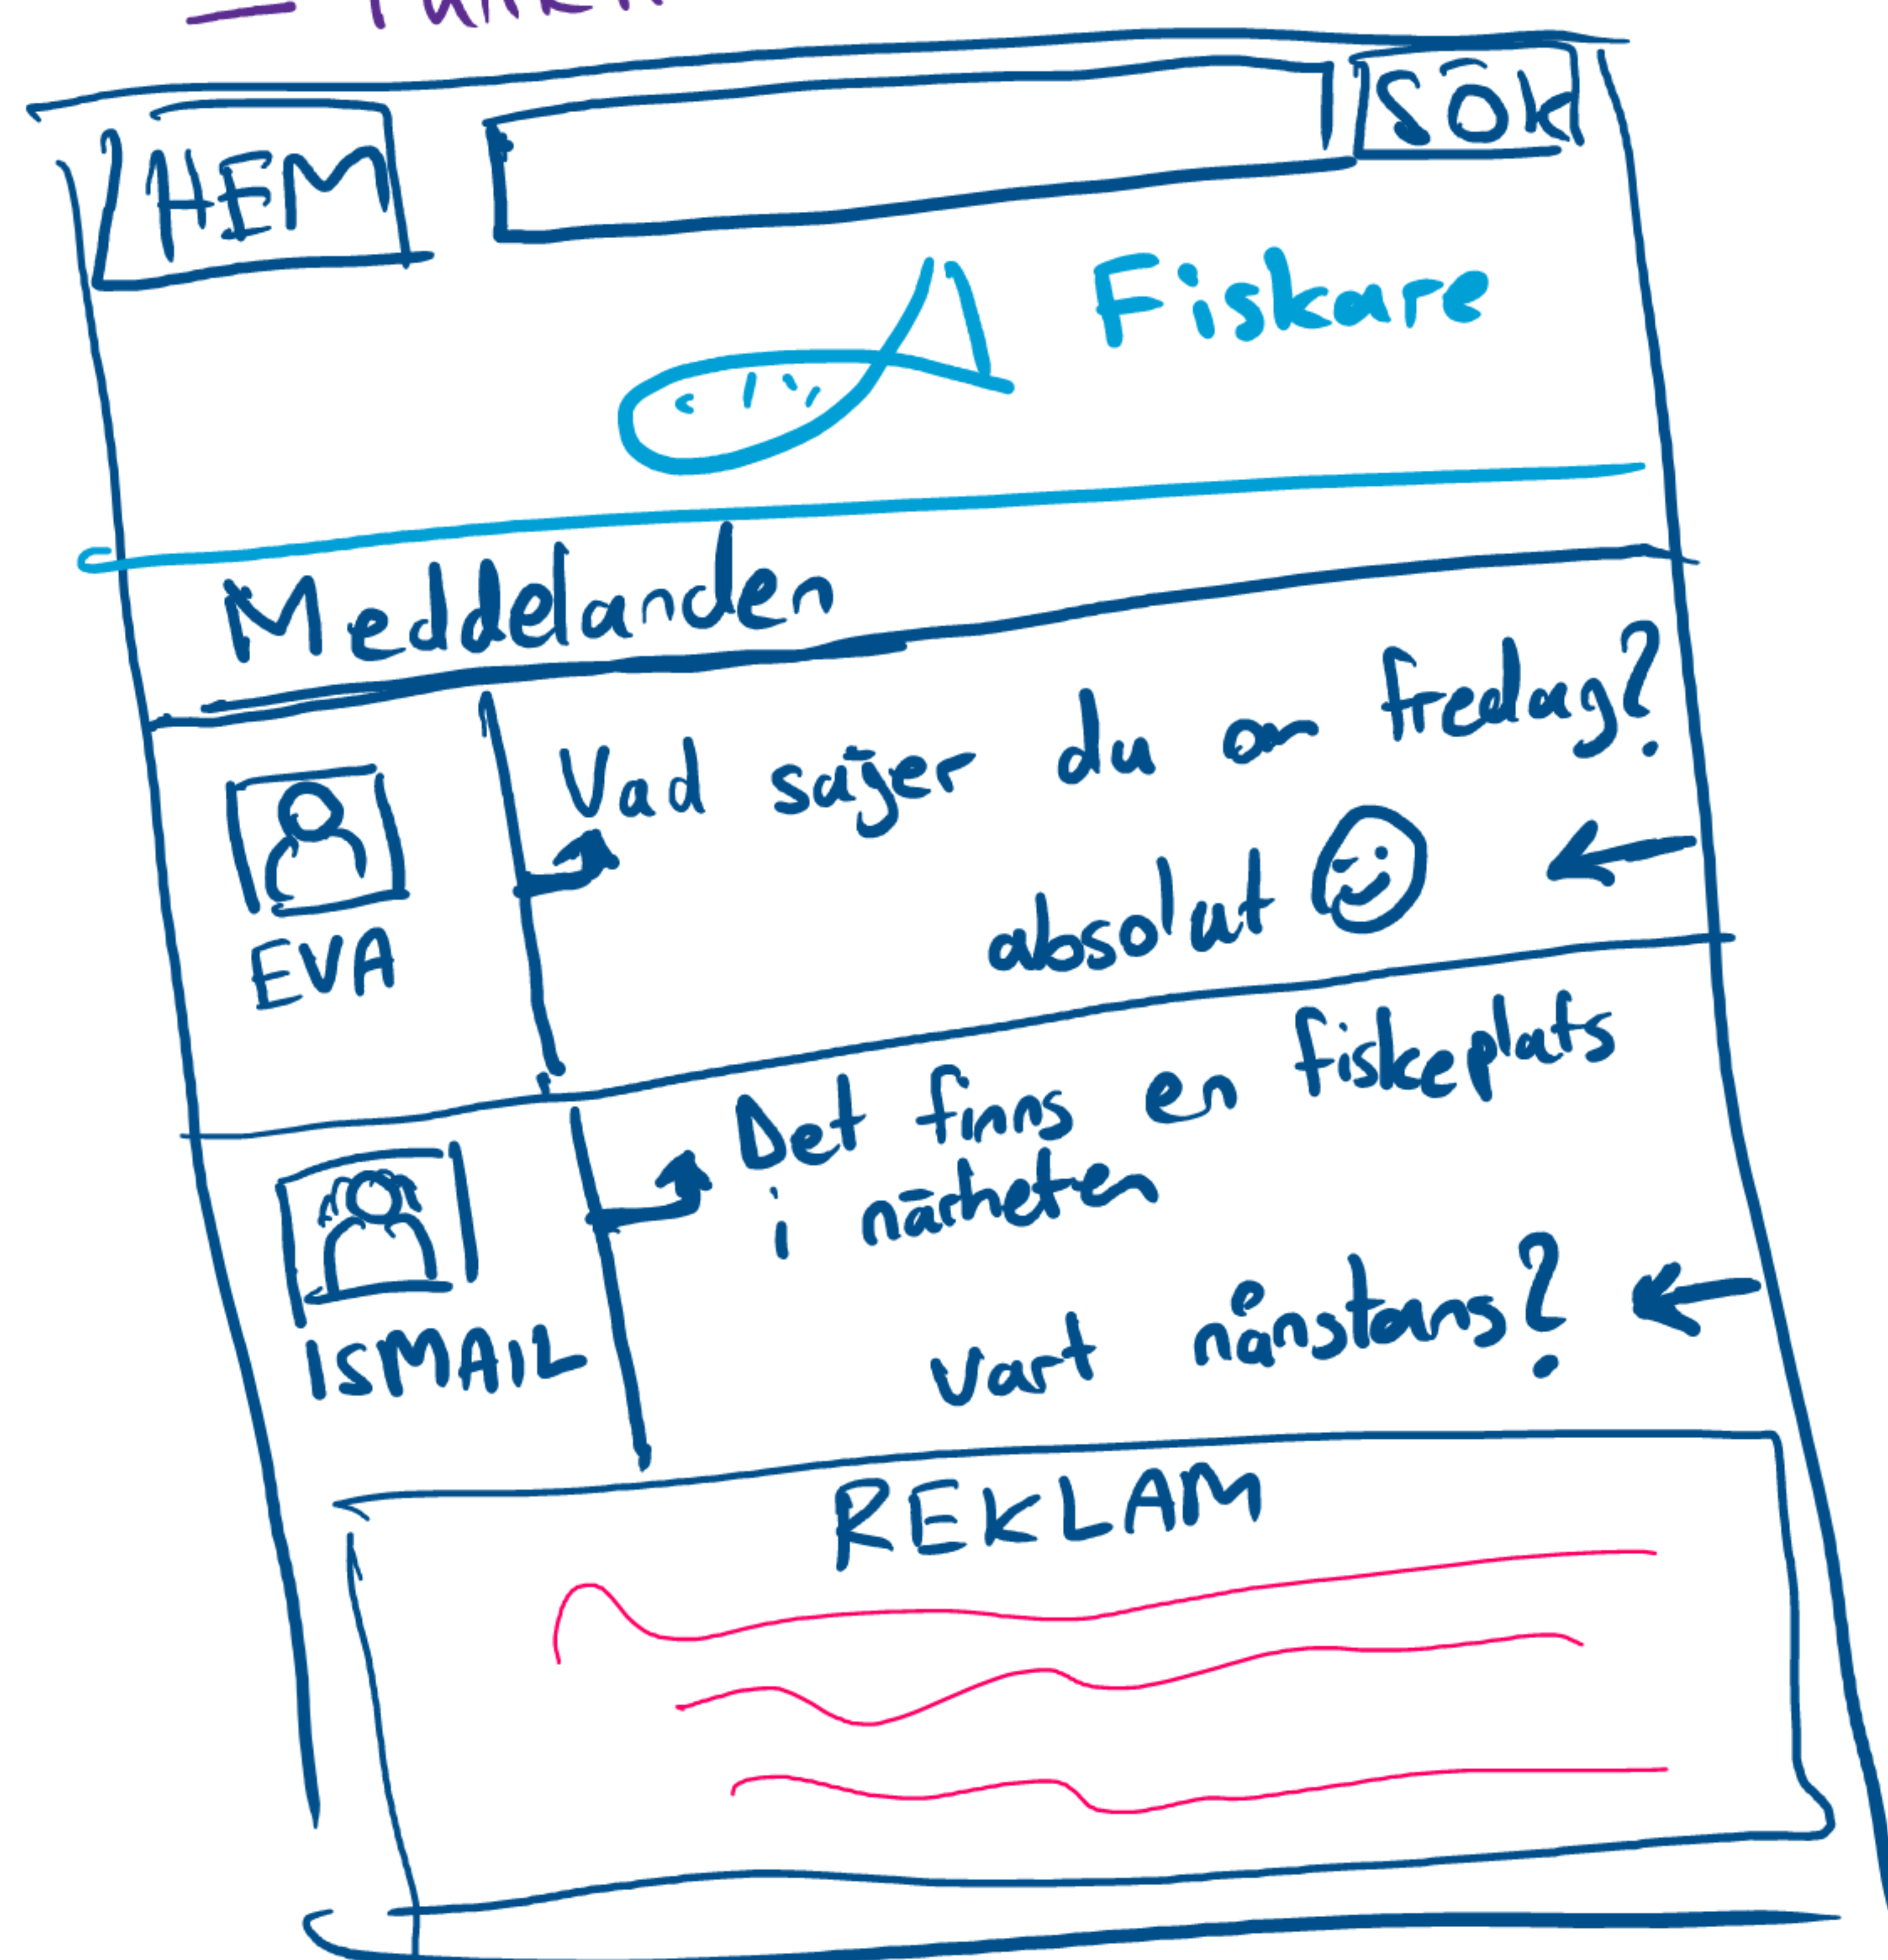 HEM
SÖK
Fiskare
Meddelanden
Vad säger du om fredag?
absolut
EVA
Det finns en fiskeplats
i närheten
vart nånstans?
ISMAIL
REKLAM